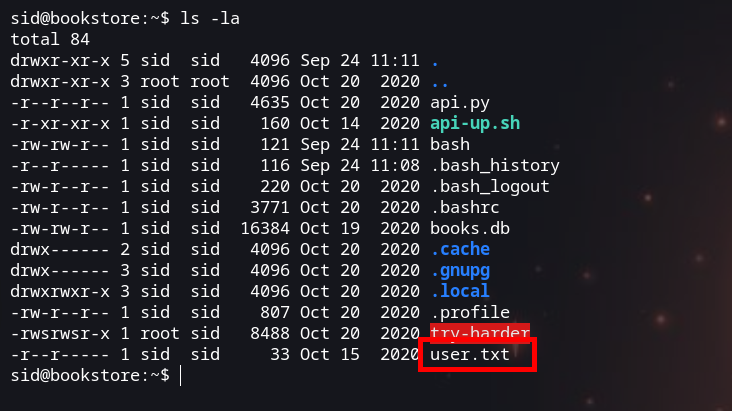 sid@bookstore:~$ ls -la
total 84
drwxr-xr-x 5 sid  sid   4096 Sep 24 11:11 .
drwxr-xr-x 3 root root  4096 Oct 20  2020 ..
-r--r--r-- 1 sid  sid   4635 Oct 20  2020 api.py
-r-xr-xr-x 1 sid  sid    160 Oct 14  2020 api-up.sh
-rw-rw-r-- 1 sid  sid    121 Sep 24 11:11 bash
-r--r----- 1 sid  sid    116 Sep 24 11:08 .bash_history
-rw-r--r-- 1 sid  sid    220 Oct 20  2020 .bash_logout
-rw-r--r-- 1 sid  sid   3771 Oct 20  2020 .bashrc
-rw-rw-r-- 1 sid  sid  16384 Oct 19  2020 books.db
drwx------ 2 sid  sid   4096 Oct 20  2020 .cache
drwx------ 3 sid  sid   4096 Oct 20  2020 .gnupg
drwxrwxr-x 3 sid  sid   4096 Oct 20  2020 .local
-rw-r--r-- 1 sid  sid    807 Oct 20  2020 .profile
-rwsrwsr-x 1 root sid   8488 Oct 20  2020 try-harder
-r--r----- 1 sid  sid     33 Oct 15  2020 user.txt
sid@bookstore:~$